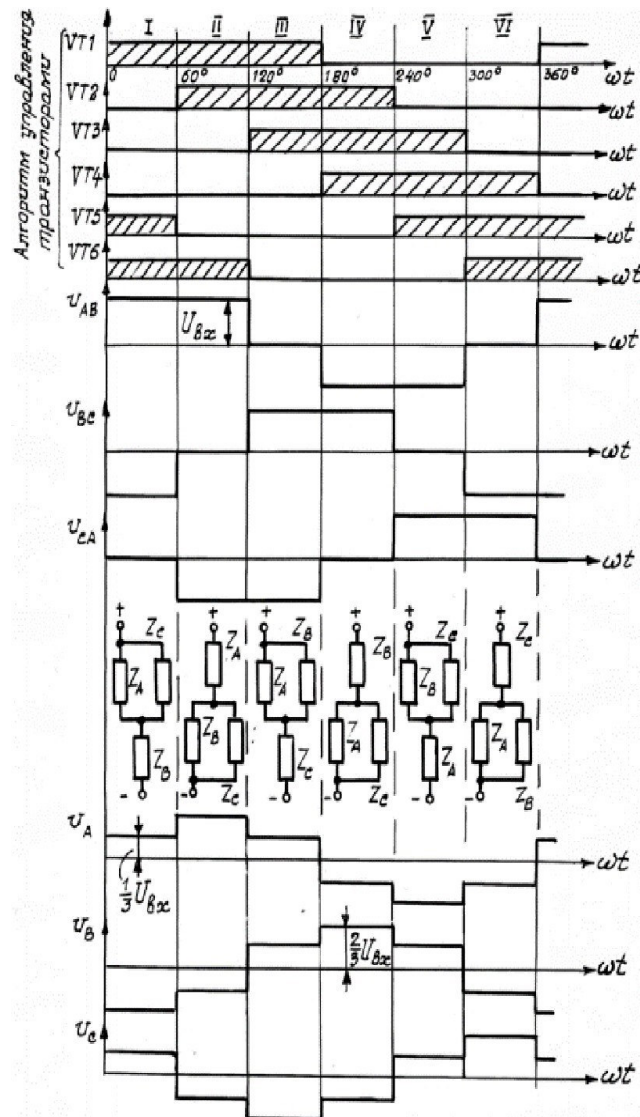 Алгоритм управления
транзисторами
I II III IV V VI
VT1
0 60° 120° 180° 240° 300° 360° ωt
VT2 ωt
VT3 ωt
VT4 ωt
VT5 ωt
VT6 ωt
u_AB U_вх ωt
u_BC ωt
u_CA ωt
+ + + + + +
Z_C Z_A Z_B Z_B Z_C Z_C
Z_A Z_B Z_A Z_A Z_B Z_A
Z_B Z_C Z_C Z_C Z_A Z_B
- - - - - -
u_A ωt
1/3 U_вх
u_B 2/3 U_вх ωt
u_C ωt